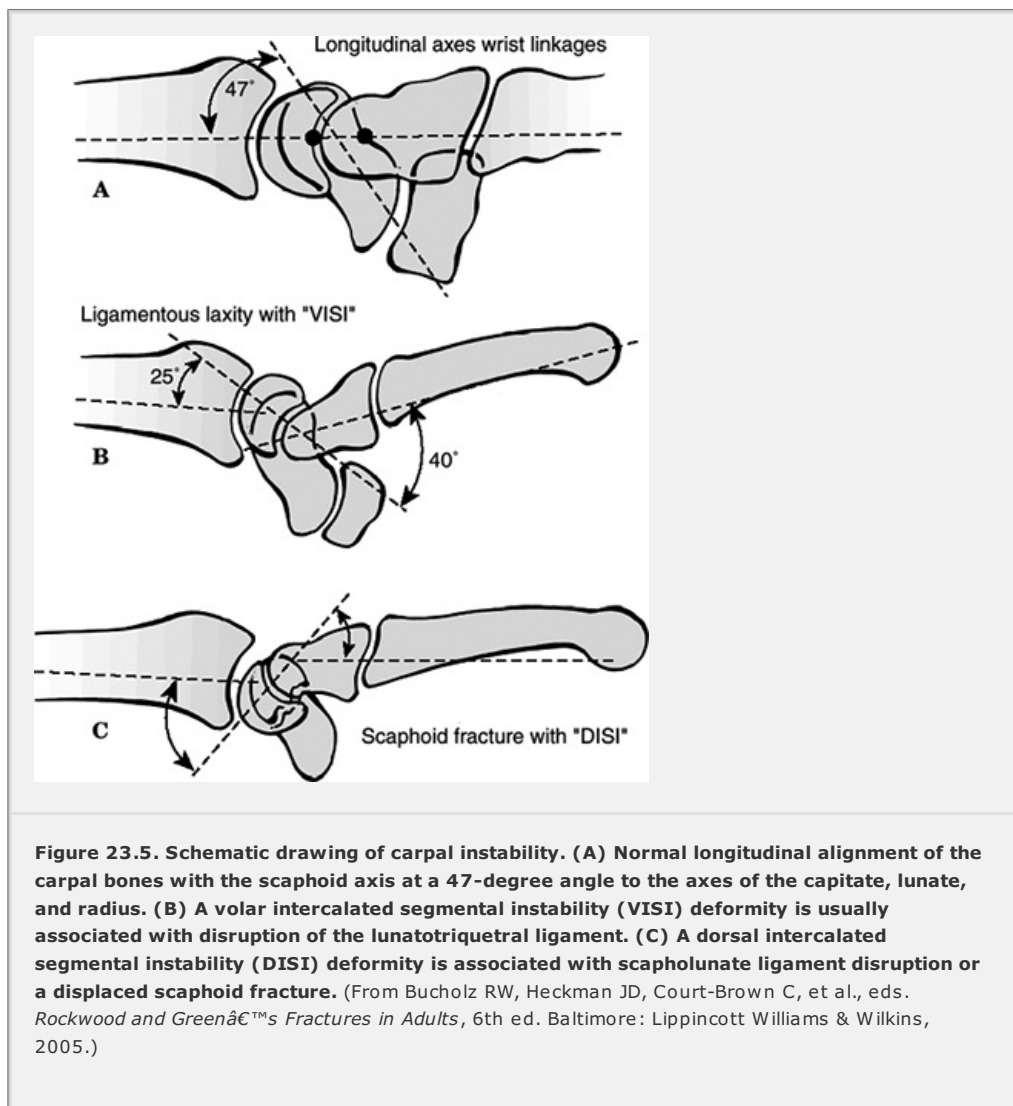 Longitudinal axes wrist linkages
47°
A
Ligamentous laxity with "VISI"
25°
B
40°
C
Scaphoid fracture with "DISI"
Figure 23.5. Schematic drawing of carpal instability. (A) Normal longitudinal alignment of the
carpal bones with the scaphoid axis at a 47-degree angle to the axes of the capitate, lunate,
and radius. (B) A volar intercalated segmental instability (VISI) deformity is usually
associated with disruption of the lunatotriquetral ligament. (C) A dorsal intercalated
segmental instability (DISI) deformity is associated with scapholunate ligament disruption or
a displaced scaphoid fracture. (From Bucholz RW, Heckman JD, Court-Brown C, et al., eds.
Rockwood and Greenâ€™s Fractures in Adults, 6th ed. Baltimore: Lippincott Williams & Wilkins,
2005.)